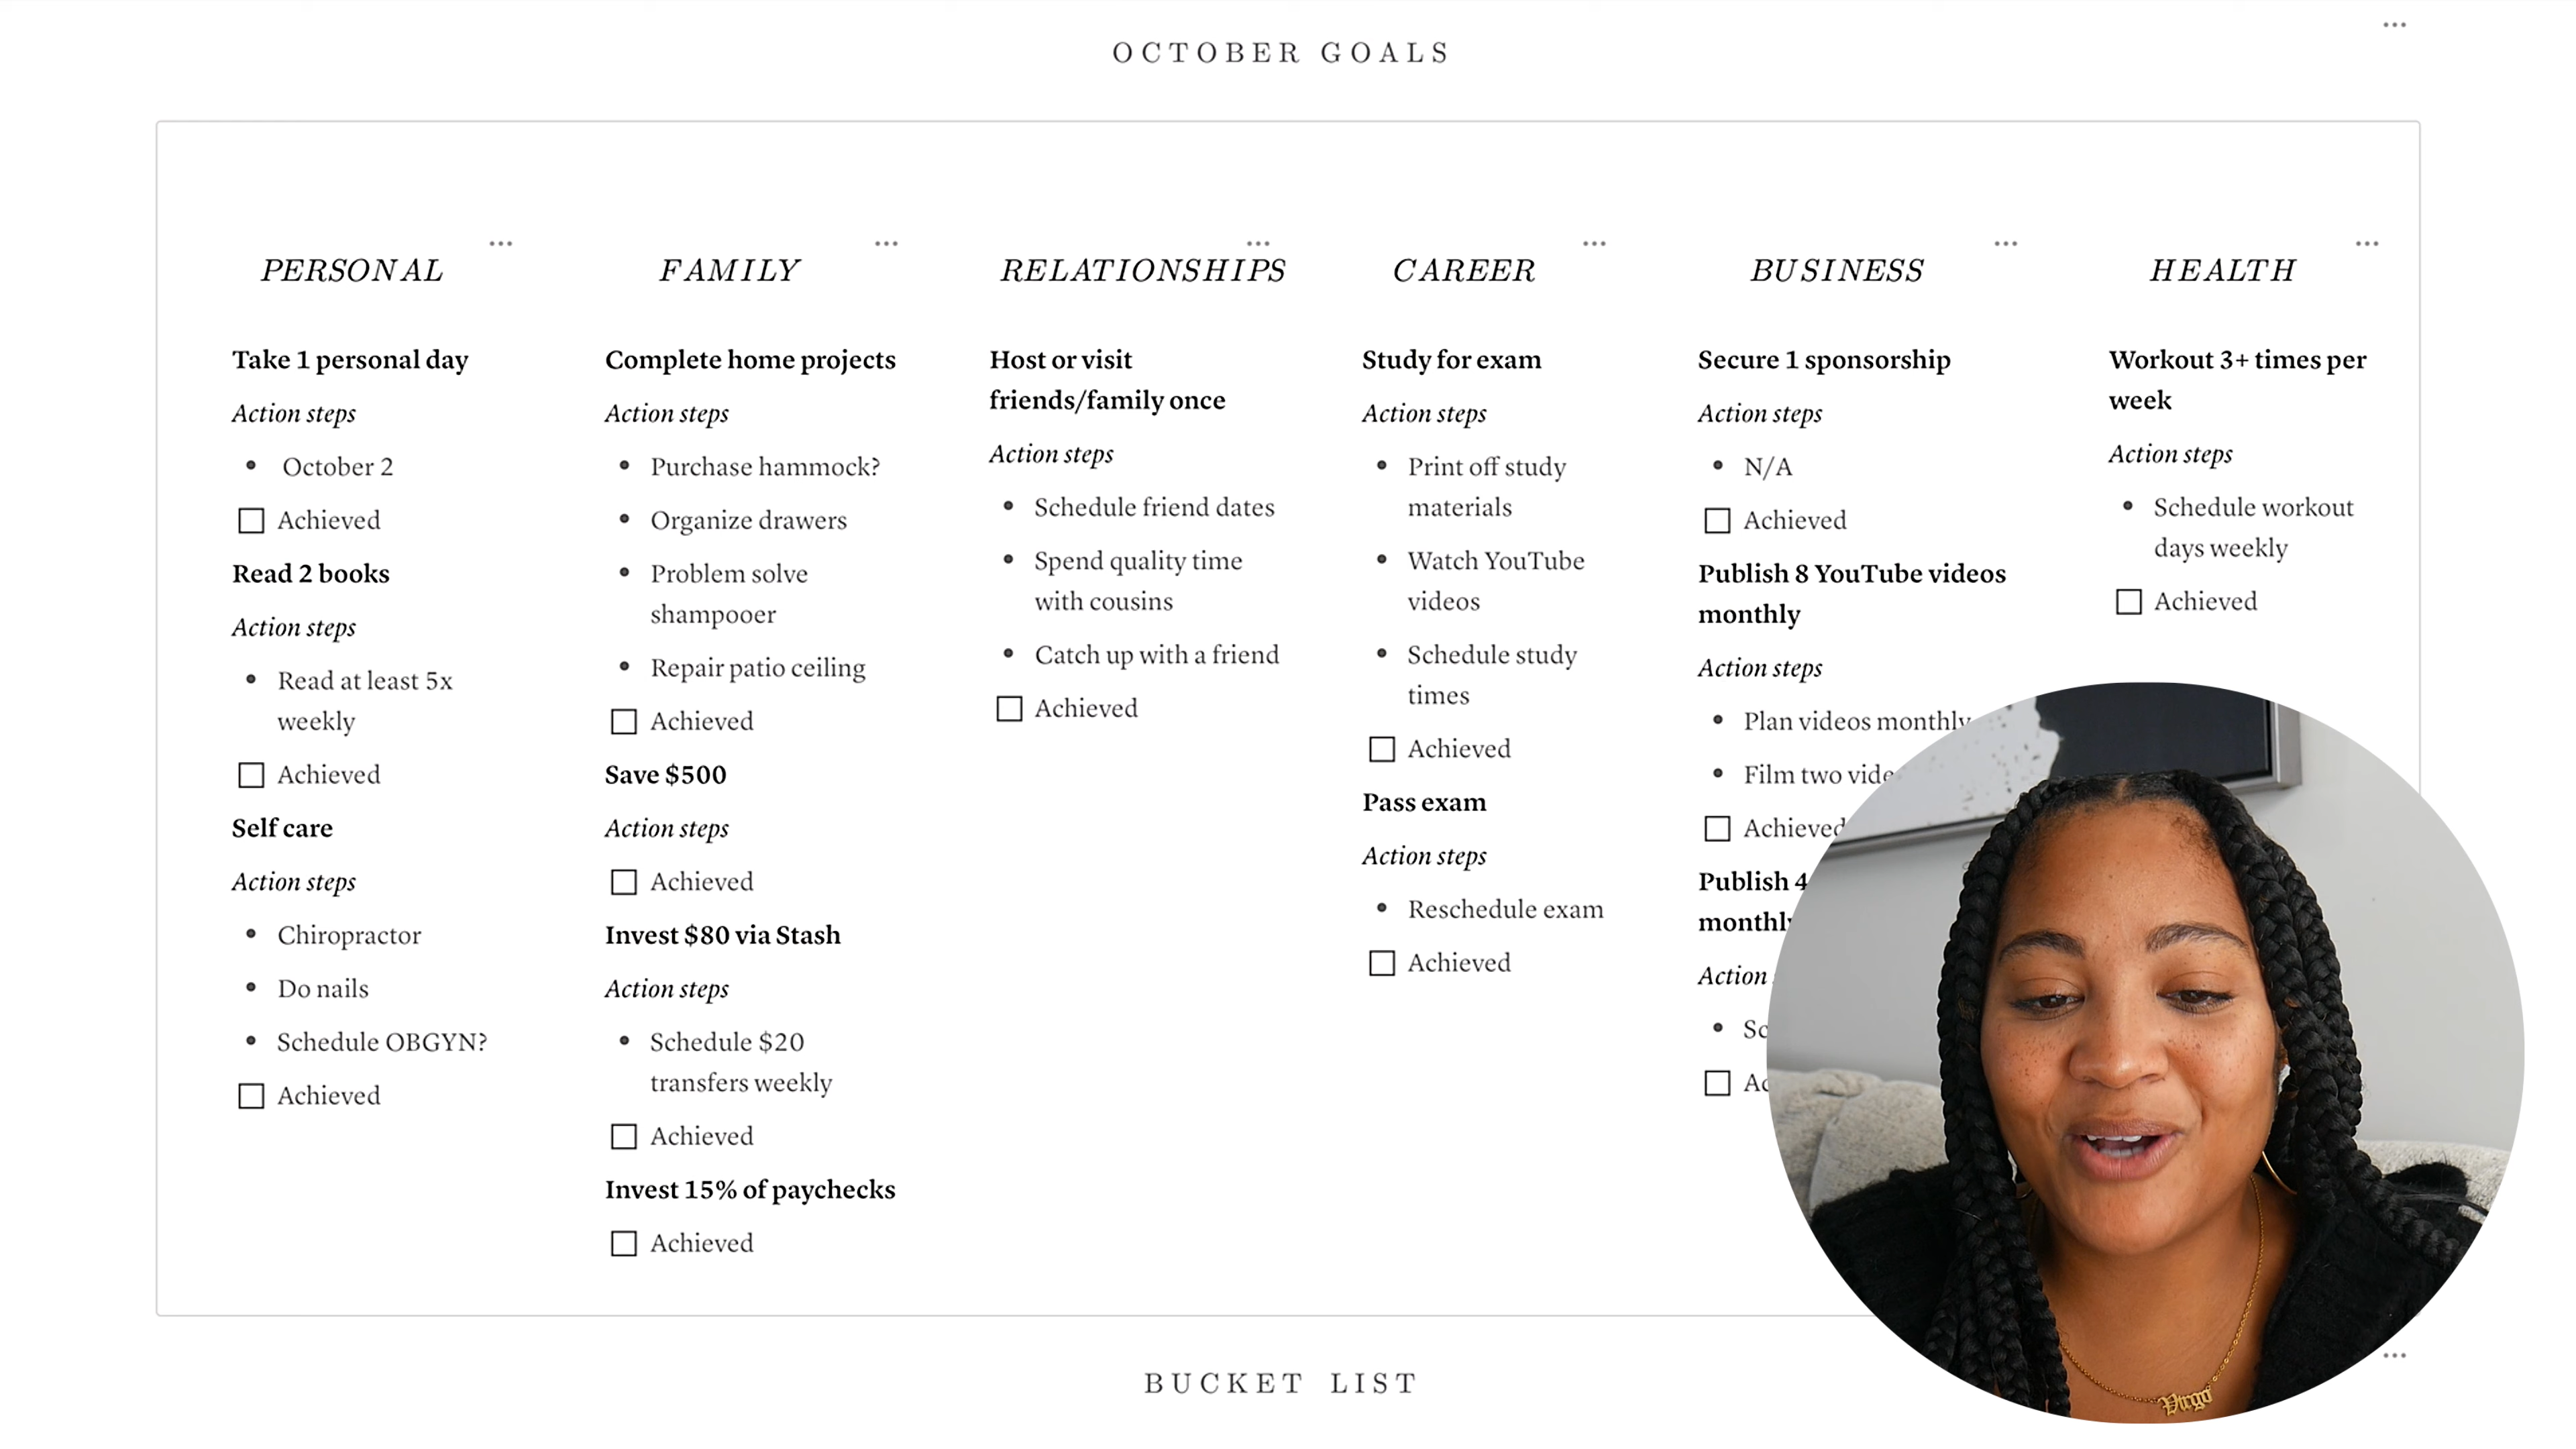 OCTOBER GOALS
PERSONAL
Take 1 personal day
Action steps
October 2
Achieved
Read 2 books
Action steps
Read at least 5x
weekly
Achieved
Self care
Action steps
Chiropractor
Do nails
Schedule OBGYN?
Achieved
FAMILY
Complete home projects
Action steps
Purchase hammock?
Organize drawers
Problem solve
shampooer
Repair patio ceiling
Achieved
Save $500
Action steps
Achieved
Invest $80 via Stash
Action steps
Schedule $20
transfers weekly
Achieved
Invest 15% of paychecks
Achieved
RELATIONSHIPS
Host or visit
friends/family once
Action steps
Schedule friend dates
Spend quality time
with cousins
Catch up with a friend
Achieved
CAREER
Study for exam
Action steps
Print off study
materials
Watch YouTube
videos
Schedule study
times
Achieved
Pass exam
Action steps
Reschedule exam
Achieved
BUSINESS
Secure 1 sponsorship
Action steps
N/A
Achieved
Publish 8 YouTube videos
monthly
Action steps
Plan videos monthly
Film two
Achieved
Publish 4
Action
HEALTH
Workout 3+ times per
week
Action steps
Schedule workout
days weekly
Achieved
Virgo
BUCKET LIST